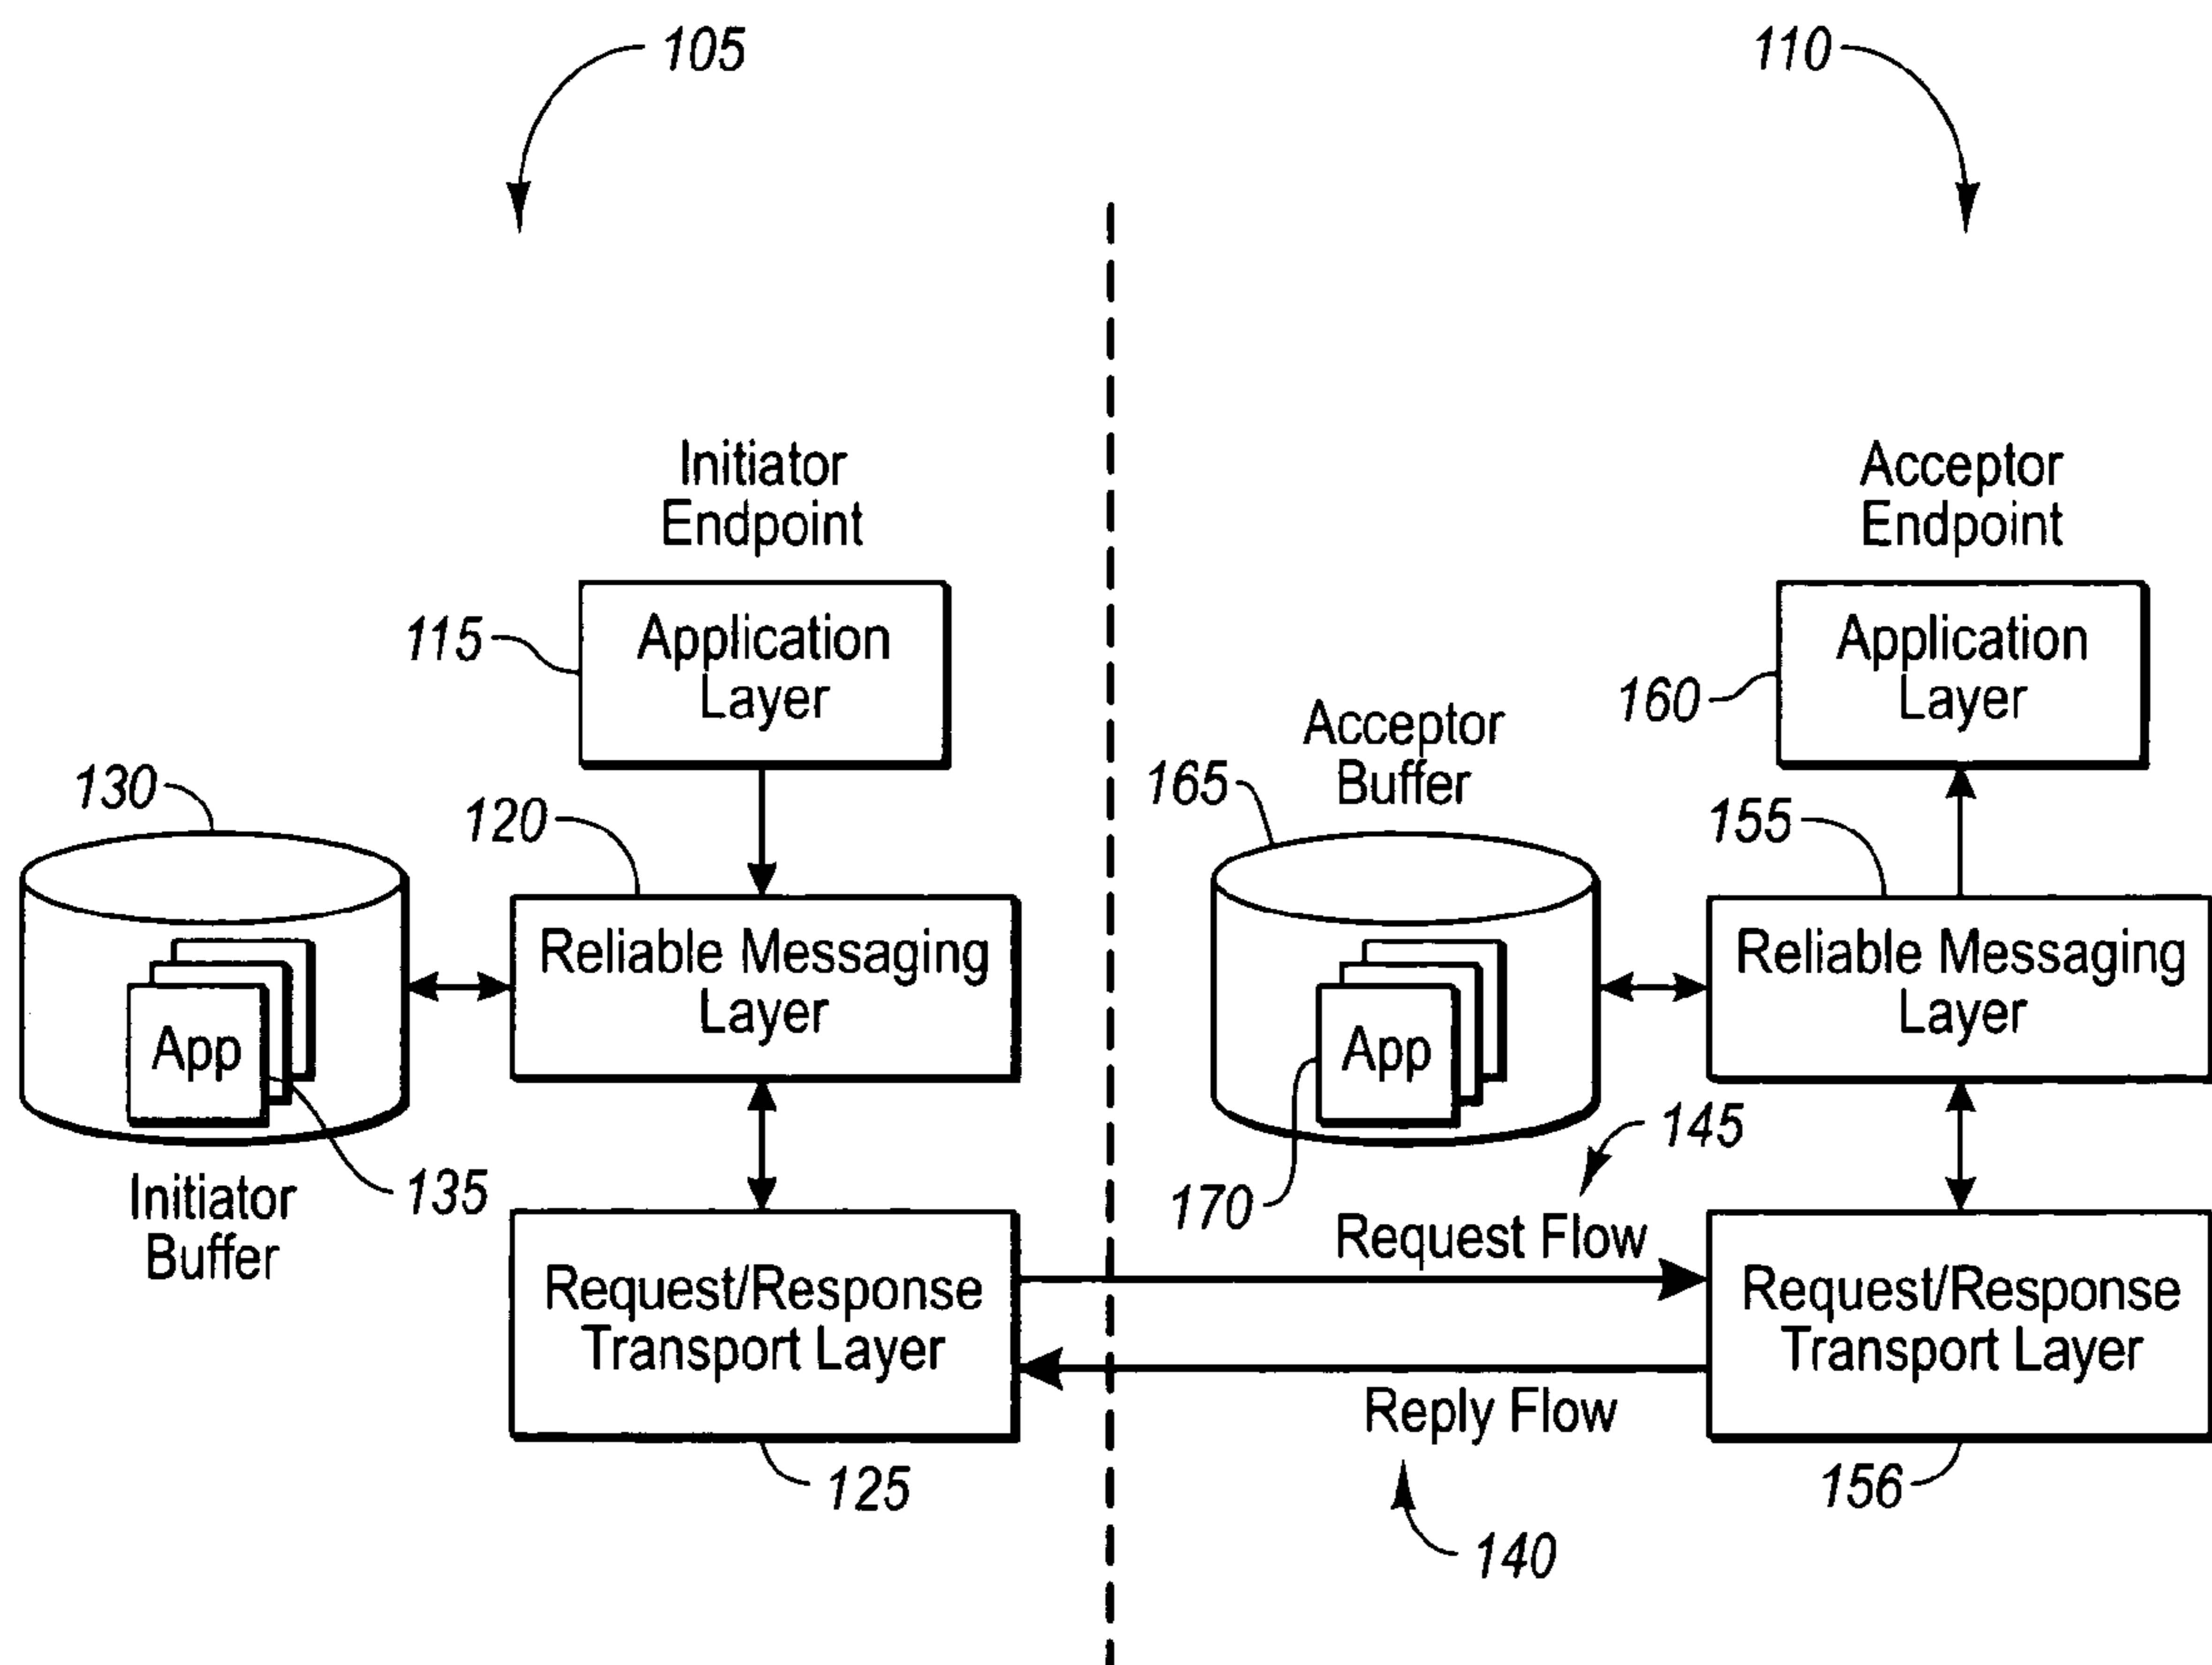 105
110
Initiator
Endpoint
Acceptor
Endpoint
115
Application
Layer
160
Application
Layer
130
120
Acceptor
Buffer
165
155
Reliable Messaging
Layer
Reliable Messaging
Layer
App
App
135
Initiator
Buffer
170
145
Request Flow
Request/Response
Transport Layer
Request/Response
Transport Layer
Reply Flow
125
156
140